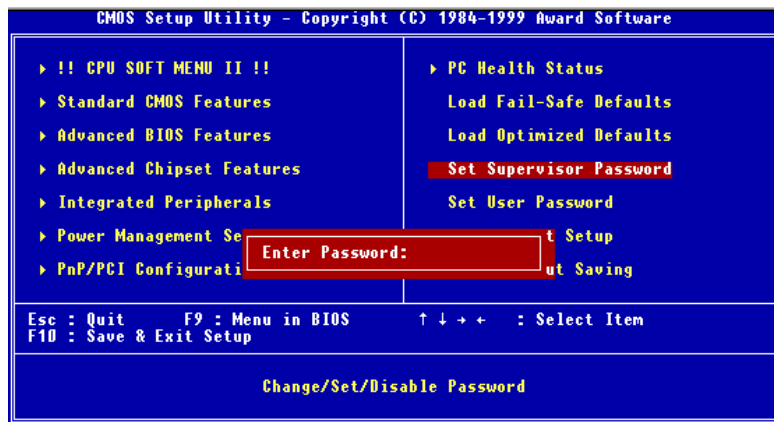 CMOS Setup Utility - Copyright (C) 1984-1999 Award Software
!! CPU SOFT MENU II !!
Standard CMOS Features
Advanced BIOS Features
Advanced Chipset Features
Integrated Peripherals
Power Management Se
PnP/PCI Configurati
PC Health Status
Load Fail-Safe Defaults
Load Optimized Defaults
Set Supervisor Password
Set User Password
t Setup
ut Saving
Enter Password:
Esc : Quit F9 : Menu in BIOS ↑ ↓ → ← : Select Item
F10 : Save & Exit Setup
Change/Set/Disable Password